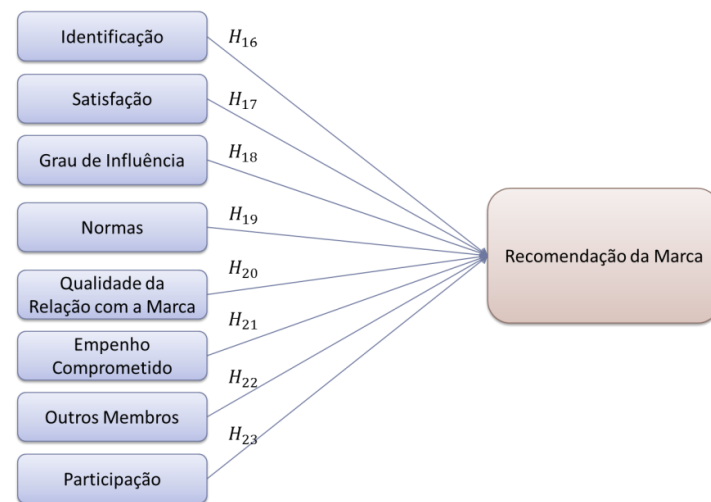 Identificação
H₁₆
Satisfação
H₁₇
Grau de Influência
H₁₈
Normas
H₁₉
Recomendação da Marca
Qualidade da
Relação com a Marca
H₂₀
Empenho
Comprometido
H₂₁
Outros Membros
H₂₂
Participação
H₂₃